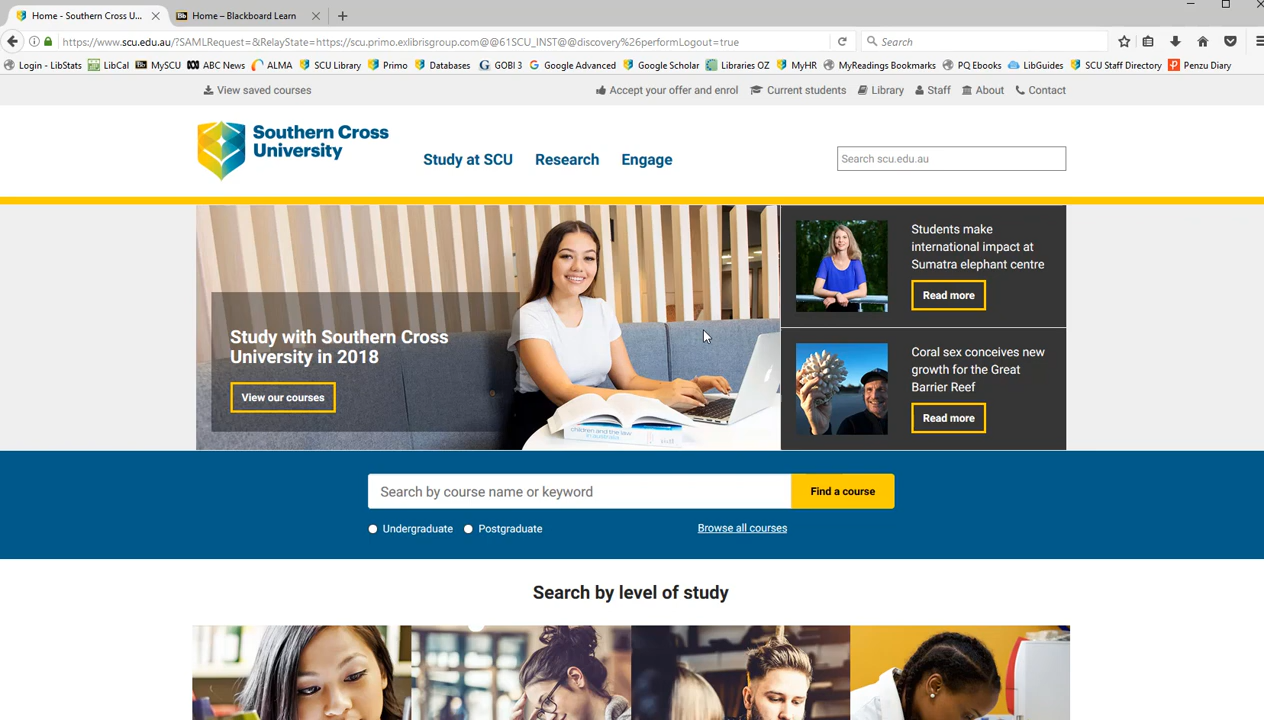 Home - Southern Cross U...
Home – Blackboard Learn
https://www.scu.edu.au/?SAMLRequest=&RelayState=https://scu.primo.exlibrisgroup.com@@61SCU_INST@@discovery%26performLogout=true
Search
Login - LibStats LibCal MySCU ABC News ALMA SCU Library Primo Databases GOBI 3 Google Advanced Google Scholar Libraries OZ MyHR MyReadings Bookmarks PQ Ebooks LibGuides SCU Staff Directory Penzu Diary
View saved courses
Accept your offer and enrol Current students Library Staff About Contact
Southern Cross
University
Study at SCU Research Engage
Search scu.edu.au
Study with Southern Cross
University in 2018
View our courses
children and the law
in australia
Students make
international impact at
Sumatra elephant centre
Read more
Coral sex conceives new
growth for the Great
Barrier Reef
Read more
Search by course name or keyword
Find a course
Undergraduate Postgraduate
Browse all courses
Search by level of study